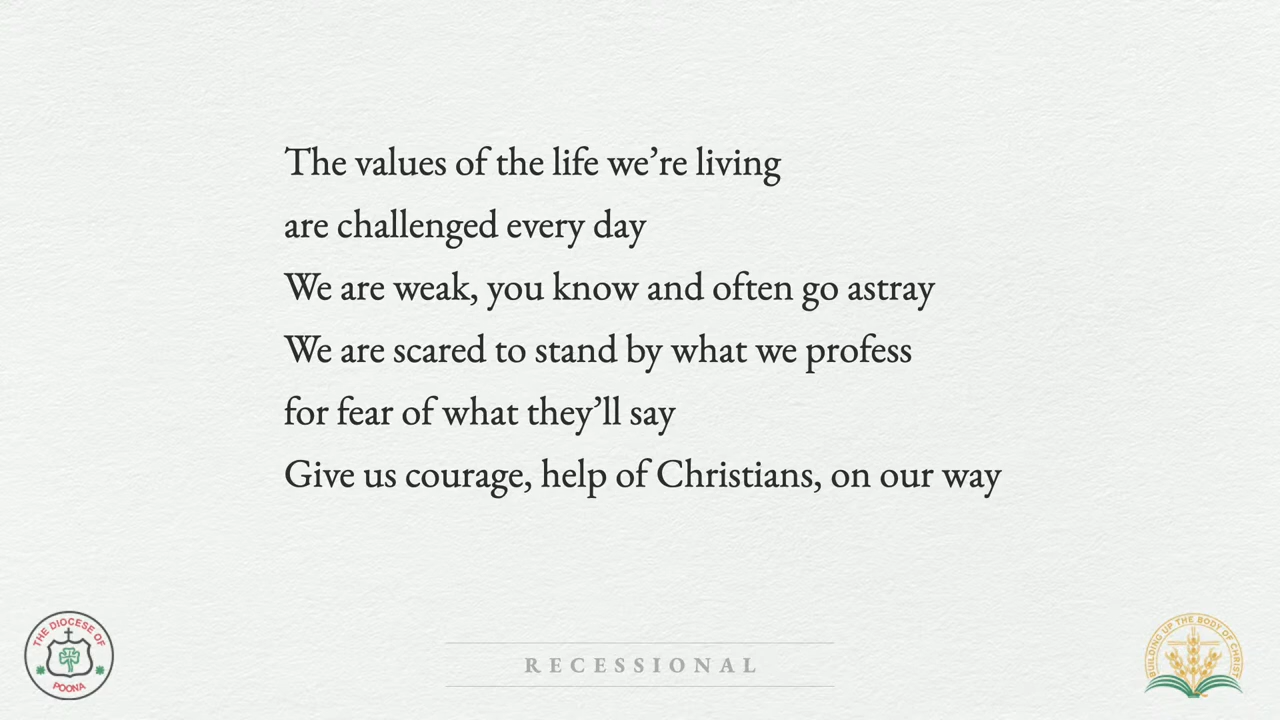 The values of the life we’re living
are challenged every day
We are weak, you know and often go astray
We are scared to stand by what we profess
for fear of what they’ll say
Give us courage, help of Christians, on our way
THE DIOCESE OF
POONA
RECESSIONAL
BUILDING UP THE BODY OF CHRIST